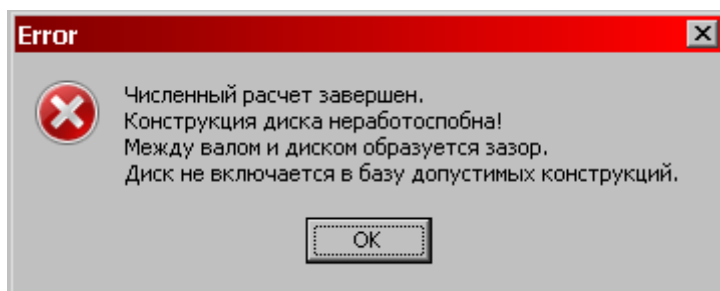 Error
Численный расчет завершен.
Конструкция диска неработоспобна!
Между валом и диском образуется зазор.
Диск не включается в базу допустимых конструкций.
OK